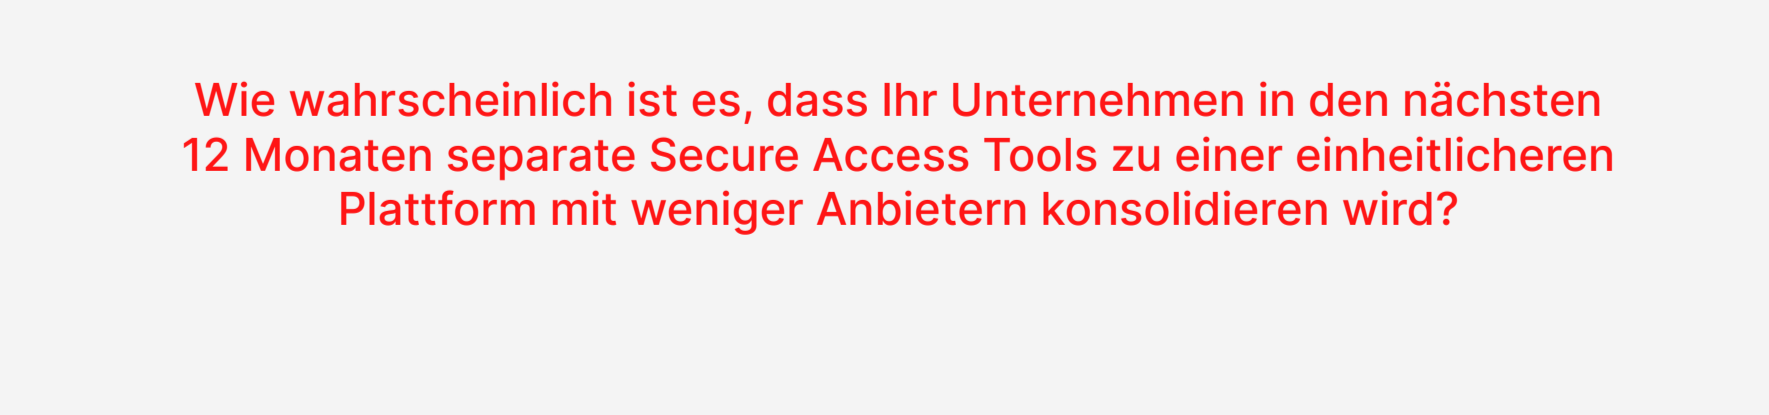 Wie wahrscheinlich ist es, dass Ihr Unternehmen in den nächsten
12 Monaten separate Secure Access Tools zu einer einheitlicheren
Plattform mit weniger Anbietern konsolidieren wird?